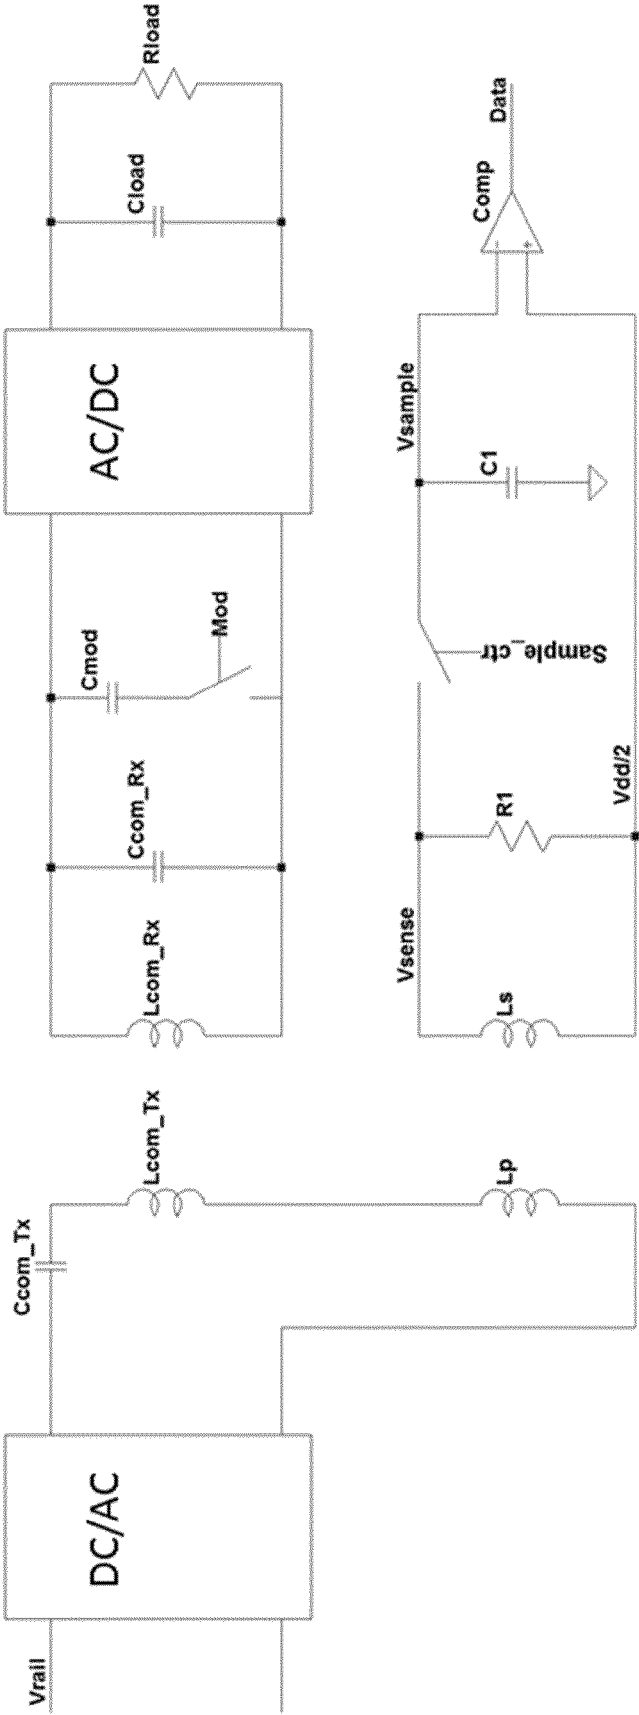 Vrail
DC/AC
Ccom_Tx
Lcom_Tx
Lp
Lcom_Rx
Ccom_Rx
Cmod
Mod
AC/DC
Cload
Rload
Ls
Vsense
R1
Vdd/2
Sample_ctr
C1
Vsample
-
+
Comp
Data